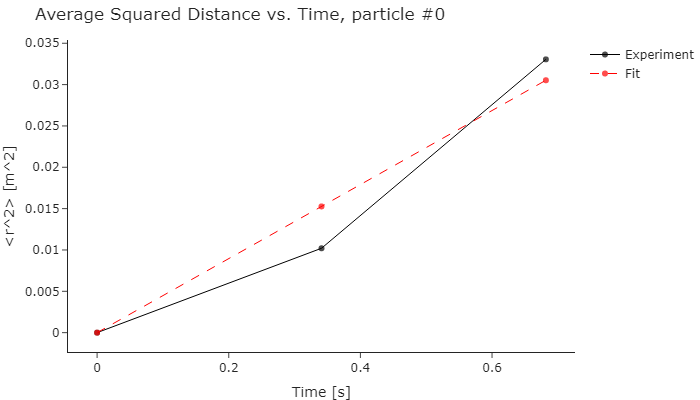 Average Squared Distance vs. Time, particle #0
<r^2> [m^2]
0.035
0.03
0.025
0.02
0.015
0.01
0.005
0
0
0.2
0.4
0.6
Time [s]
Experiment
Fit